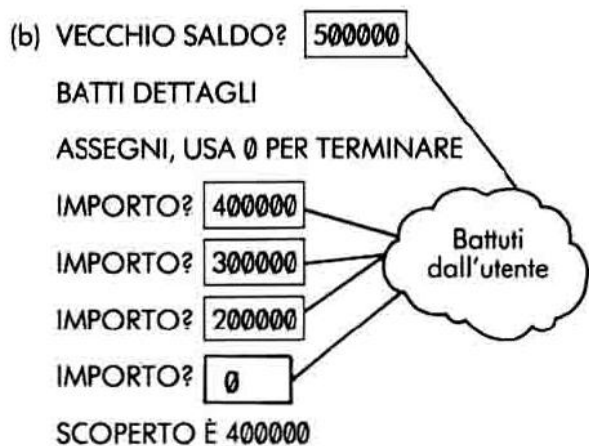 (b) VECCHIO SALDO? 500000
BATTI DETTAGLI
ASSEGNI, USA 0 PER TERMINARE
IMPORTO? 400000
IMPORTO? 300000
IMPORTO? 200000
IMPORTO? 0
SCOPERTO È 400000
Battuti
dall'utente